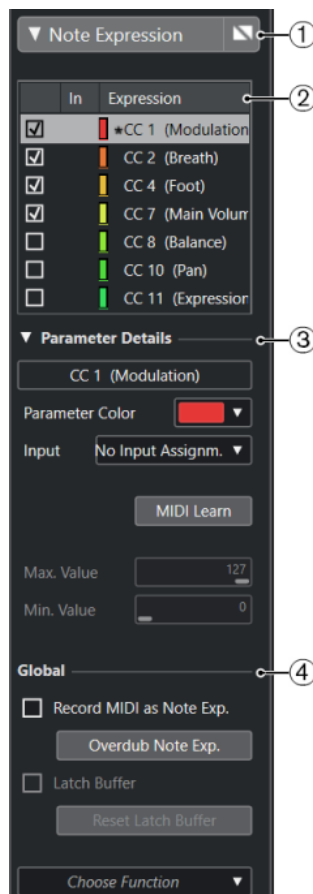 ▼ Note Expression ①
In Expression ②
★CC 1 (Modulation
CC 2 (Breath)
CC 4 (Foot)
CC 7 (Main Volum
CC 8 (Balance)
CC 10 (Pan)
CC 11 (Expression
▼ Parameter Details ③
CC 1 (Modulation)
Parameter Color ▼
Input No Input Assignm. ▼
MIDI Learn
Max. Value 127
Min. Value 0
Global ④
Record MIDI as Note Exp.
Overdub Note Exp.
Latch Buffer
Reset Latch Buffer
Choose Function ▼